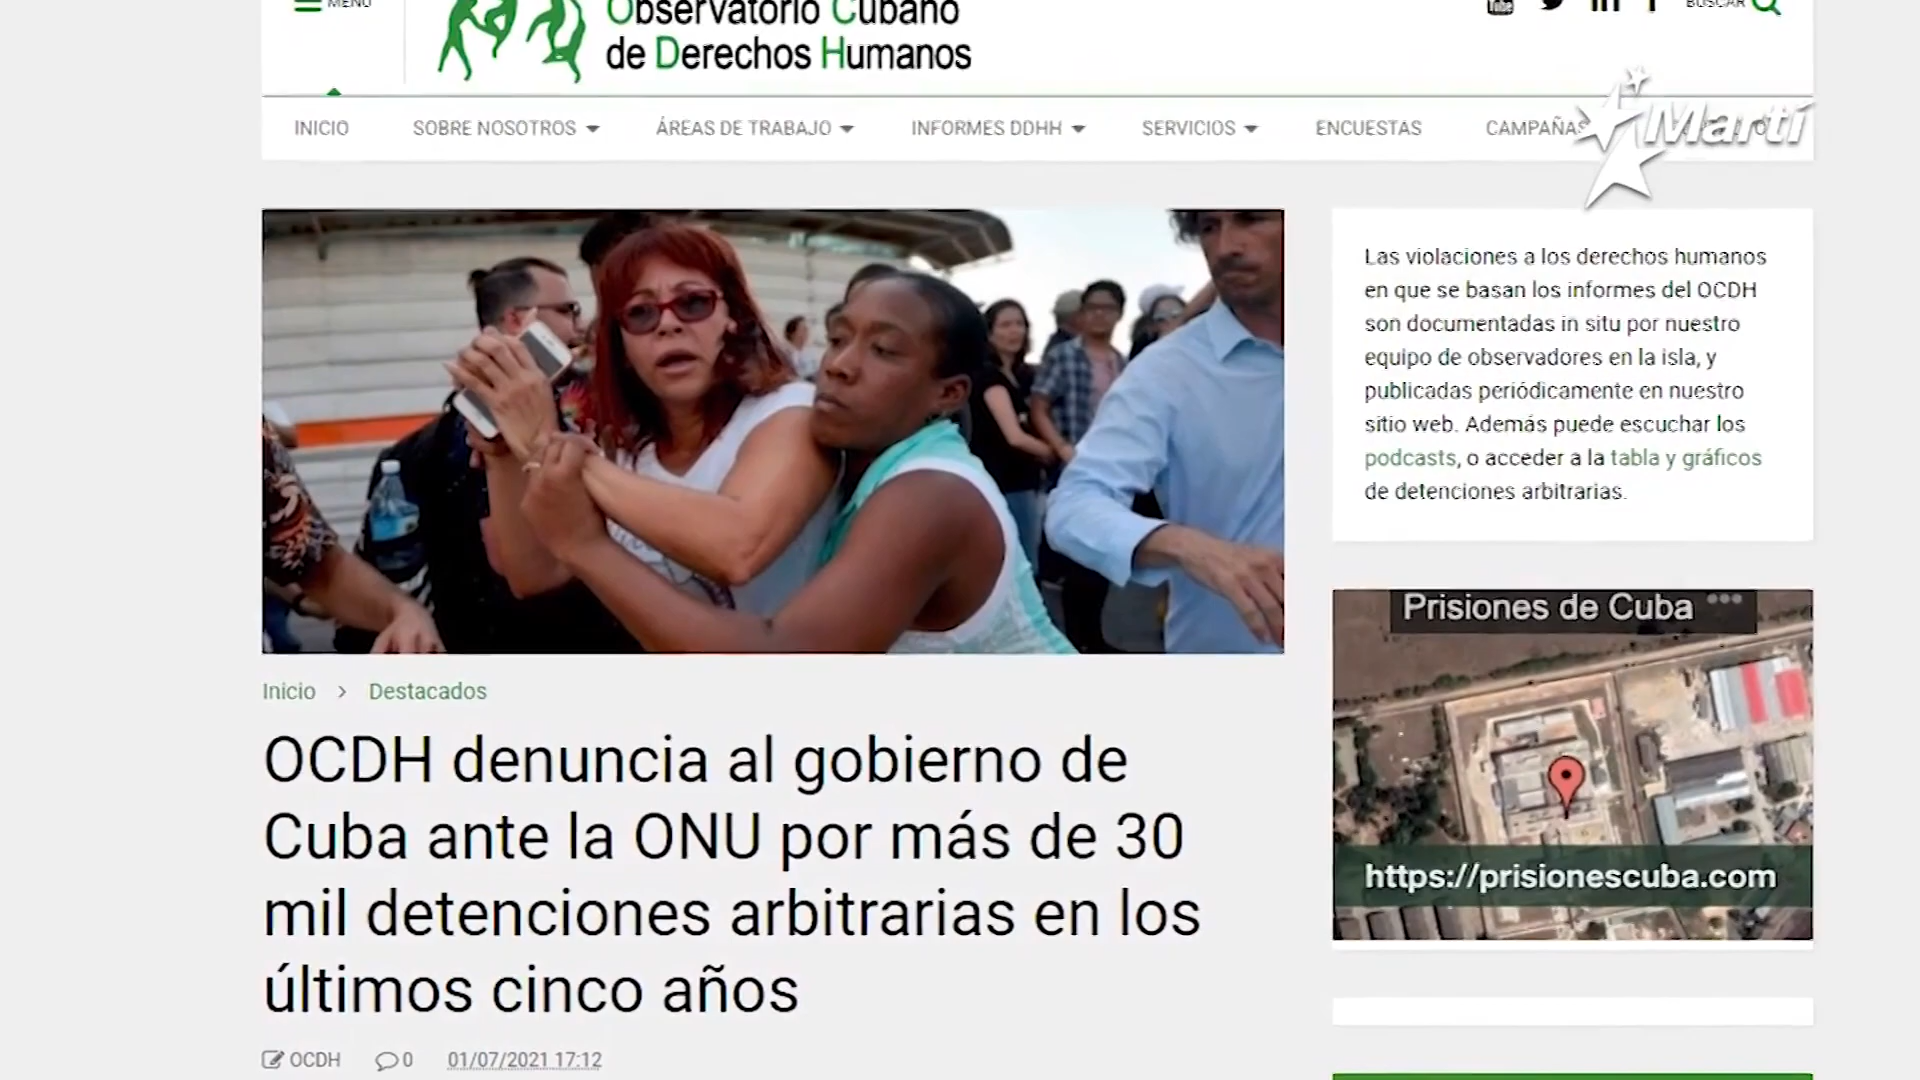 MENU
Observatorio Cubano
de Derechos Humanos
You Tube
BUSCAR
INICIO
SOBRE NOSOTROS
ÁREAS DE TRABAJO
INFORMES DDHH
SERVICIOS
ENCUESTAS
CAMPAÑAS
Martí
Las violaciones a los derechos humanos
en que se basan los informes del OCDH
son documentadas in situ por nuestro
equipo de observadores en la isla, y
publicadas periódicamente en nuestro
sitio web. Además puede escuchar los
podcasts, o acceder a la tabla y gráficos
de detenciones arbitrarias.
Prisiones de Cuba
https://prisionescuba.com
Inicio > Destacados
OCDH denuncia al gobierno de
Cuba ante la ONU por más de 30
mil detenciones arbitrarias en los
últimos cinco años
OCDH 0 01/07/2021 17:12